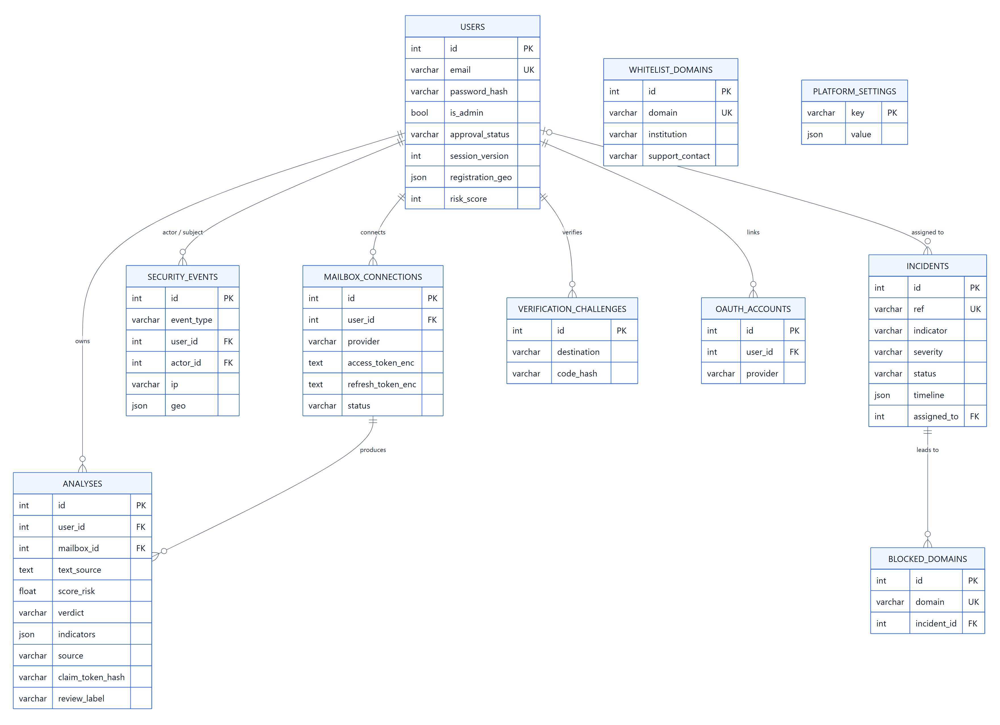 USERS
int id PK
varchar email UK
varchar password_hash
bool is_admin
varchar approval_status
int session_version
json registration_geo
int risk_score
WHITELIST_DOMAINS
int id PK
varchar domain UK
varchar institution
varchar support_contact
PLATFORM_SETTINGS
varchar key PK
json value
actor / subject
connects
verifies
links
assigned to
SECURITY_EVENTS
int id PK
varchar event_type
int user_id FK
int actor_id FK
varchar ip
json geo
MAILBOX_CONNECTIONS
int id PK
int user_id FK
varchar provider
text access_token_enc
text refresh_token_enc
varchar status
VERIFICATION_CHALLENGES
int id PK
varchar destination
varchar code_hash
OAUTH_ACCOUNTS
int id PK
int user_id FK
varchar provider
INCIDENTS
int id PK
varchar ref UK
varchar indicator
varchar severity
varchar status
json timeline
int assigned_to FK
owns
produces
leads to
ANALYSES
int id PK
int user_id FK
int mailbox_id FK
text text_source
float score_risk
varchar verdict
json indicators
varchar source
varchar claim_token_hash
varchar review_label
BLOCKED_DOMAINS
int id PK
varchar domain UK
int incident_id FK